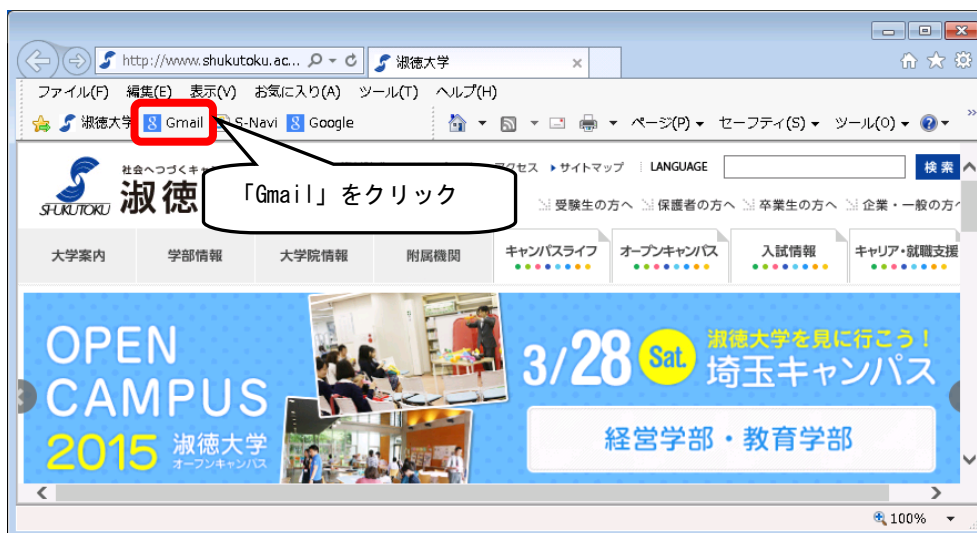 http://www.shukutoku.ac...
淑徳大学
ファイル(F) 編集(E) 表示(V) お気に入り(A) ツール(T) ヘルプ(H)
淑徳大学 Gmail S-Navi Google
ページ(P) セーフティ(S) ツール(O)
社会へつづくキャ
サイトマップ LANGUAGE 検索
SHUKUTOKU 淑徳
「Gmail」をクリック
受験生の方へ 保護者の方へ 卒業生の方へ 企業・一般の方へ
大学案内 学部情報 大学院情報 附属機関 キャンパスライフ オープンキャンパス 入試情報 キャリア・就職支援
OPEN
CAMPUS
2015 淑徳大学
オープンキャンパス
3/28 Sat. 淑徳大学を見に行こう!
埼玉キャンパス
経営学部・教育学部
100%